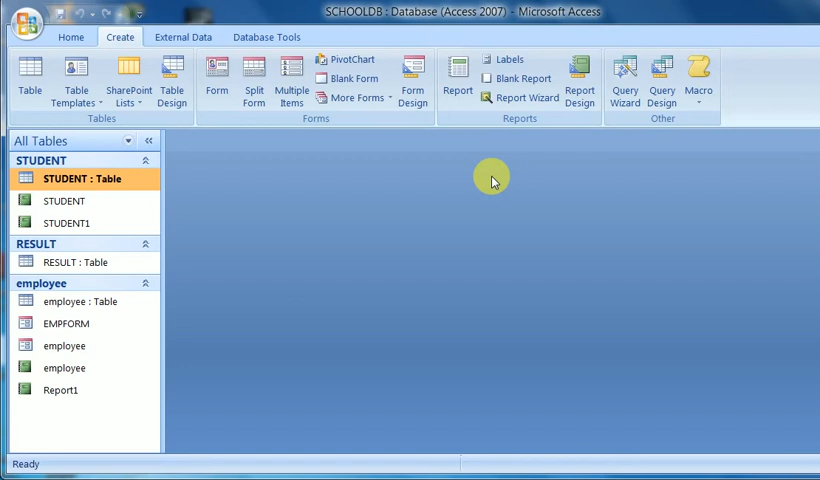 SCHOOLDB : Database (Access 2007) - Microsoft Access
Home Create External Data Database Tools
Table
Table Templates
SharePoint Lists
Table Design
Tables
Form
Split Form
Multiple Items
PivotChart
Blank Form
More Forms
Form Design
Forms
Report
Labels
Blank Report
Report Wizard
Report Design
Reports
Query Wizard
Query Design
Macro
Other
All Tables
STUDENT
STUDENT : Table
STUDENT
STUDENT1
RESULT
RESULT : Table
employee
employee : Table
EMPFORM
employee
employee
Report1
Ready